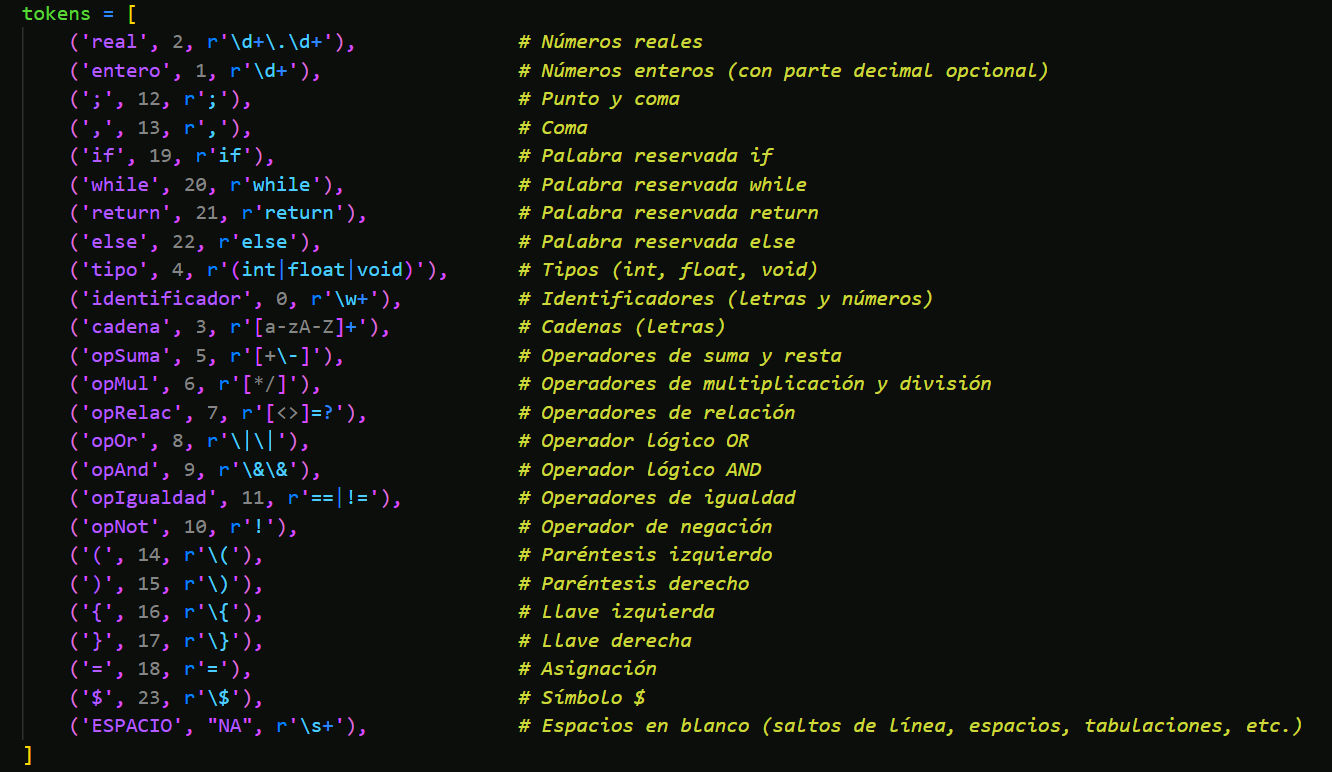 tokens = [
    ('real', 2, r'\d+\.\d+'),              # Números reales
    ('entero', 1, r'\d+'),                 # Números enteros (con parte decimal opcional)
    (';', 12, r';'),                       # Punto y coma
    (',', 13, r','),                       # Coma
    ('if', 19, r'if'),                     # Palabra reservada if
    ('while', 20, r'while'),               # Palabra reservada while
    ('return', 21, r'return'),             # Palabra reservada return
    ('else', 22, r'else'),                 # Palabra reservada else
    ('tipo', 4, r'(int|float|void)'),      # Tipos (int, float, void)
    ('identificador', 0, r'\w+'),          # Identificadores (letras y números)
    ('cadena', 3, r'[a-zA-Z]+'),           # Cadenas (letras)
    ('opSuma', 5, r'[+\-]'),               # Operadores de suma y resta
    ('opMul', 6, r'[*/]'),                 # Operadores de multiplicación y división
    ('opRelac', 7, r'[<>]=?'),             # Operadores de relación
    ('opOr', 8, r'\|\|'),                  # Operador lógico OR
    ('opAnd', 9, r'\&\&'),                 # Operador lógico AND
    ('opIgualdad', 11, r'==|!='),          # Operadores de igualdad
    ('opNot', 10, r'!'),                   # Operador de negación
    ('(', 14, r'\('),                      # Paréntesis izquierdo
    (')', 15, r'\)'),                      # Paréntesis derecho
    ('{', 16, r'\{'),                      # Llave izquierda
    ('}', 17, r'\}'),                      # Llave derecha
    ('=', 18, r'='),                       # Asignación
    ('$', 23, r'\$'),                      # Símbolo $
    ('ESPACIO', "NA", r'\s+'),             # Espacios en blanco (saltos de línea, espacios, tabulaciones, etc.)
]